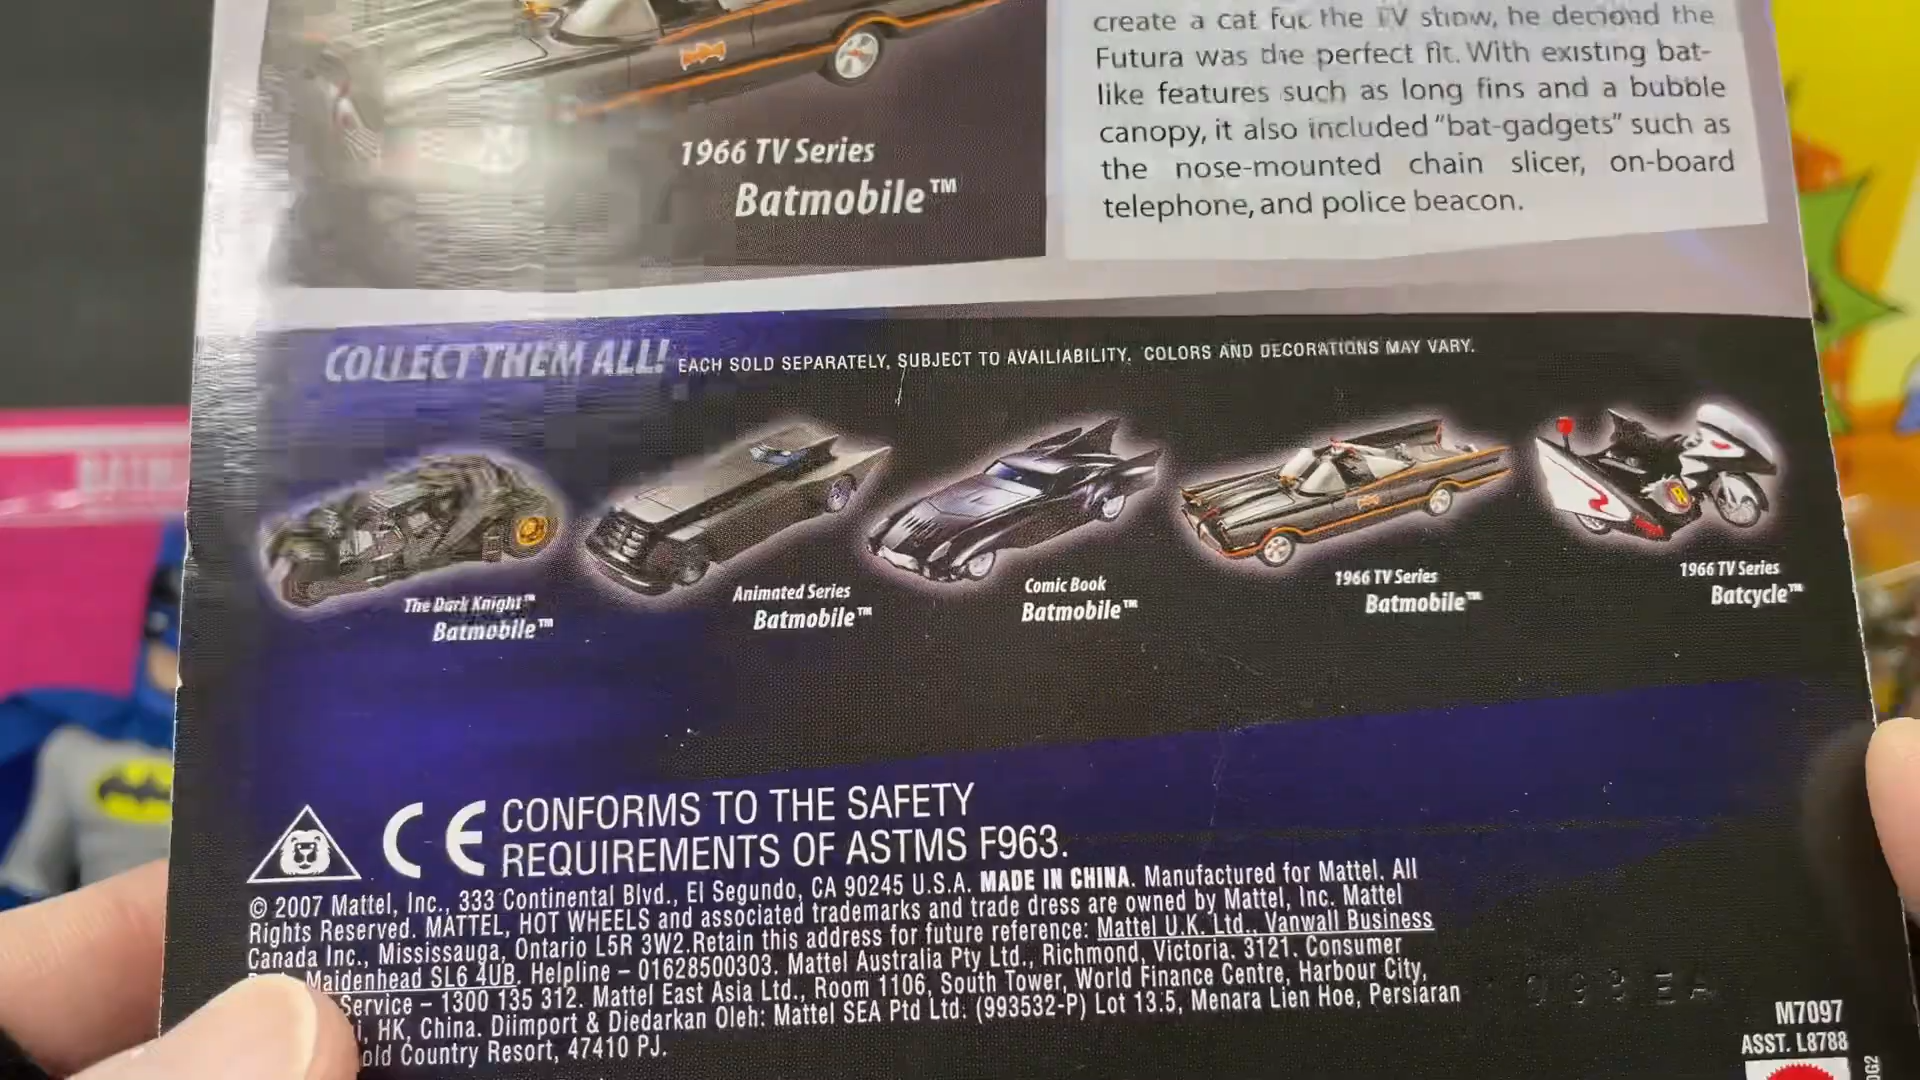 create a cat for the TV show, he decided the
Futura was the perfect fit. With existing bat-
like features such as long fins and a bubble
canopy, it also included "bat-gadgets" such as
the nose-mounted chain slicer, on-board
telephone, and police beacon.
1966 TV Series
Batmobile™
COLLECT THEM ALL! EACH SOLD SEPARATELY, SUBJECT TO AVAILIABILITY. COLORS AND DECORATIONS MAY VARY.
The Dark Knight™
Batmobile™
Animated Series
Batmobile™
Comic Book
Batmobile™
1966 TV Series
Batmobile™
1966 TV Series
Batcycle™
R
CE CONFORMS TO THE SAFETY
REQUIREMENTS OF ASTMS F963.
© 2007 Mattel, Inc., 333 Continental Blvd., El Segundo, CA 90245 U.S.A. MADE IN CHINA. Manufactured for Mattel. All
Rights Reserved. MATTEL, HOT WHEELS and associated trademarks and trade dress are owned by Mattel, Inc. Mattel
Canada Inc., Mississauga, Ontario L5R 3W2.Retain this address for future reference: Mattel U.K. Ltd., Vanwall Business
Maidenhead SL6 4UB. Helpline – 01628500303. Mattel Australia Pty Ltd., Richmond, Victoria. 3121. Consumer
Service – 1300 135 312. Mattel East Asia Ltd., Room 1106, South Tower, World Finance Centre, Harbour City,
HK, China. Diimport & Diedarkan Oleh: Mattel SEA Ptd Ltd. (993532-P) Lot 13.5, Menara Lien Hoe, Persiaran
Country Resort, 47410 PJ.
M7097
ASST. L8788